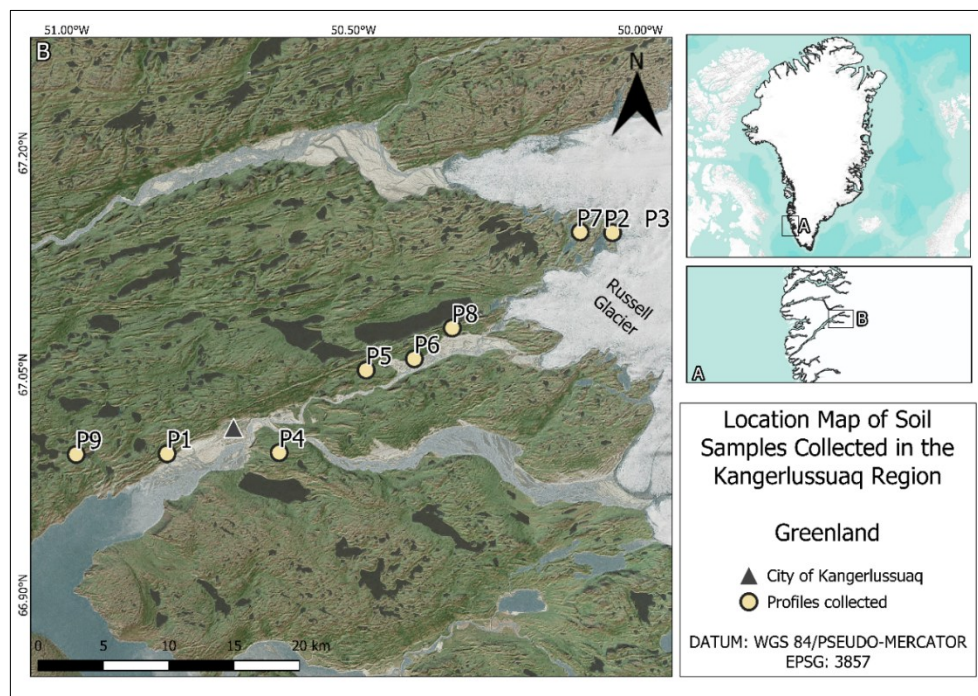 51.00°W
50.50°W
50.00°W
B
N
67.20°N
P7
P2
P3
Russell
Glacier
P8
P6
P5
67.05°N
P9
P1
P4
66.90°N
0
5
10
15
20 km
A
B
A
Location Map of Soil
Samples Collected in the
Kangerlussuaq Region
Greenland
City of Kangerlussuaq
Profiles collected
DATUM: WGS 84/PSEUDO-MERCATOR
EPSG: 3857